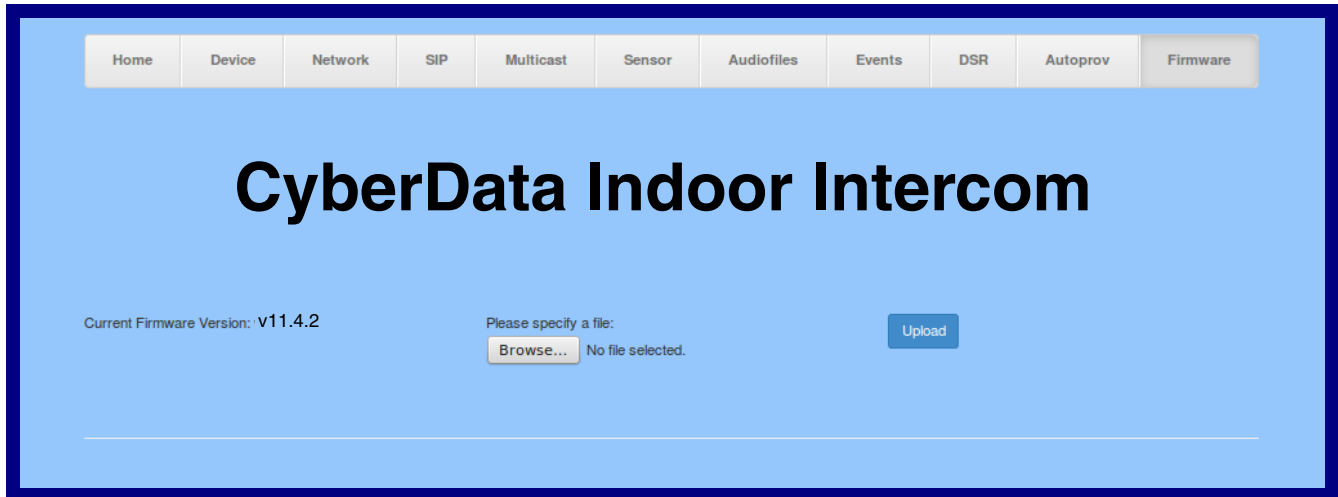 Home Device Network SIP Multicast Sensor Audiofiles Events DSR Autoprov Firmware
CyberData Indoor Intercom
Current Firmware Version: v11.4.2
Please specify a file:
Browse... No file selected.
Upload